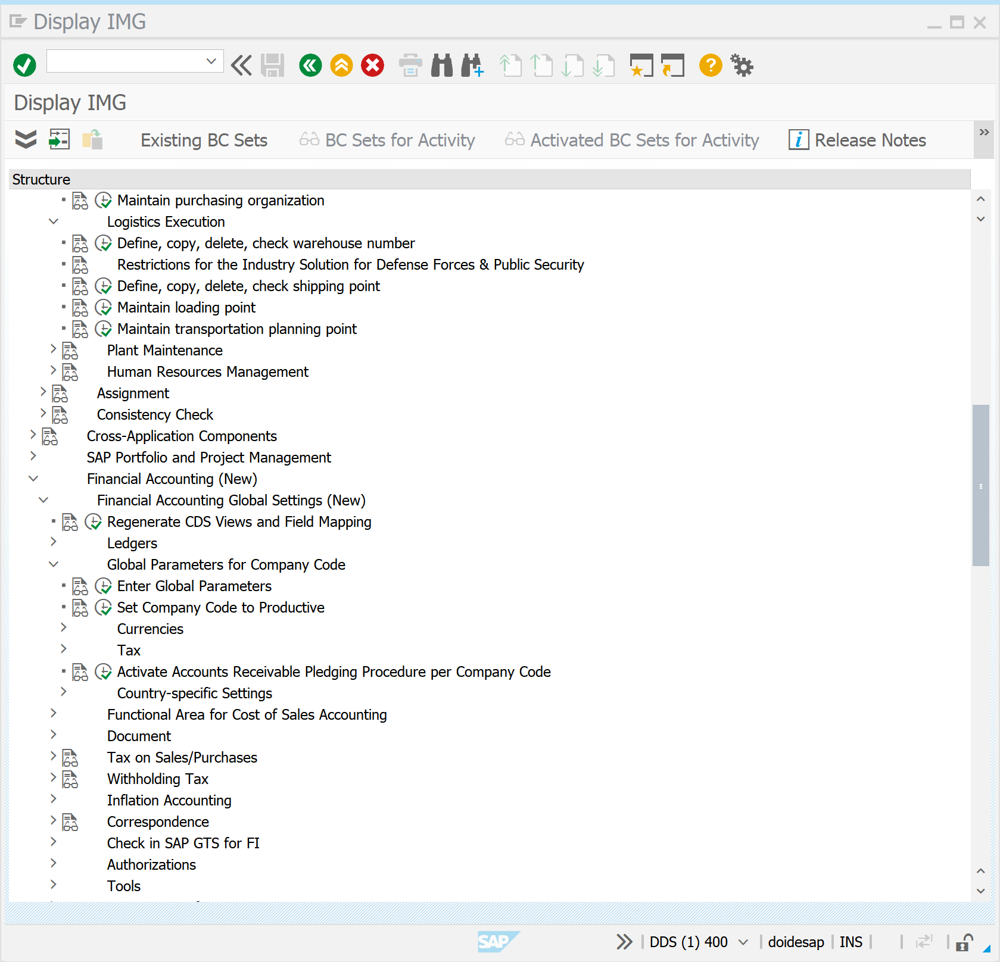 Display IMG
Display IMG
Existing BC Sets BC Sets for Activity Activated BC Sets for Activity i Release Notes
Structure
Maintain purchasing organization
Logistics Execution
Define, copy, delete, check warehouse number
Restrictions for the Industry Solution for Defense Forces & Public Security
Define, copy, delete, check shipping point
Maintain loading point
Maintain transportation planning point
Plant Maintenance
Human Resources Management
Assignment
Consistency Check
Cross-Application Components
SAP Portfolio and Project Management
Financial Accounting (New)
Financial Accounting Global Settings (New)
Regenerate CDS Views and Field Mapping
Ledgers
Global Parameters for Company Code
Enter Global Parameters
Set Company Code to Productive
Currencies
Tax
Activate Accounts Receivable Pledging Procedure per Company Code
Country-specific Settings
Functional Area for Cost of Sales Accounting
Document
Tax on Sales/Purchases
Withholding Tax
Inflation Accounting
Correspondence
Check in SAP GTS for FI
Authorizations
Tools
SAP DDS (1) 400 doidesap INS